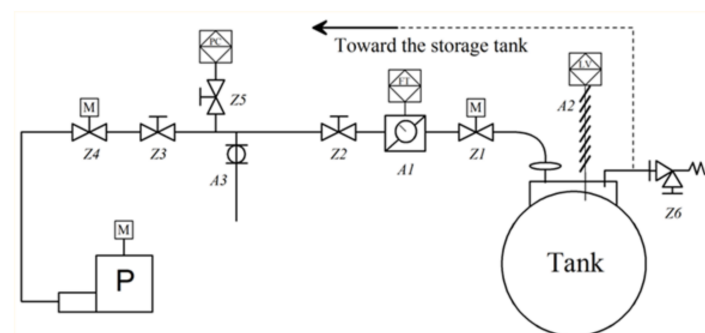 PC
Toward the storage tank
FT
LV
M
Z5
A2
M
Z4
Z3
A3
Z2
A1
Z1
Z6
M
P
Tank